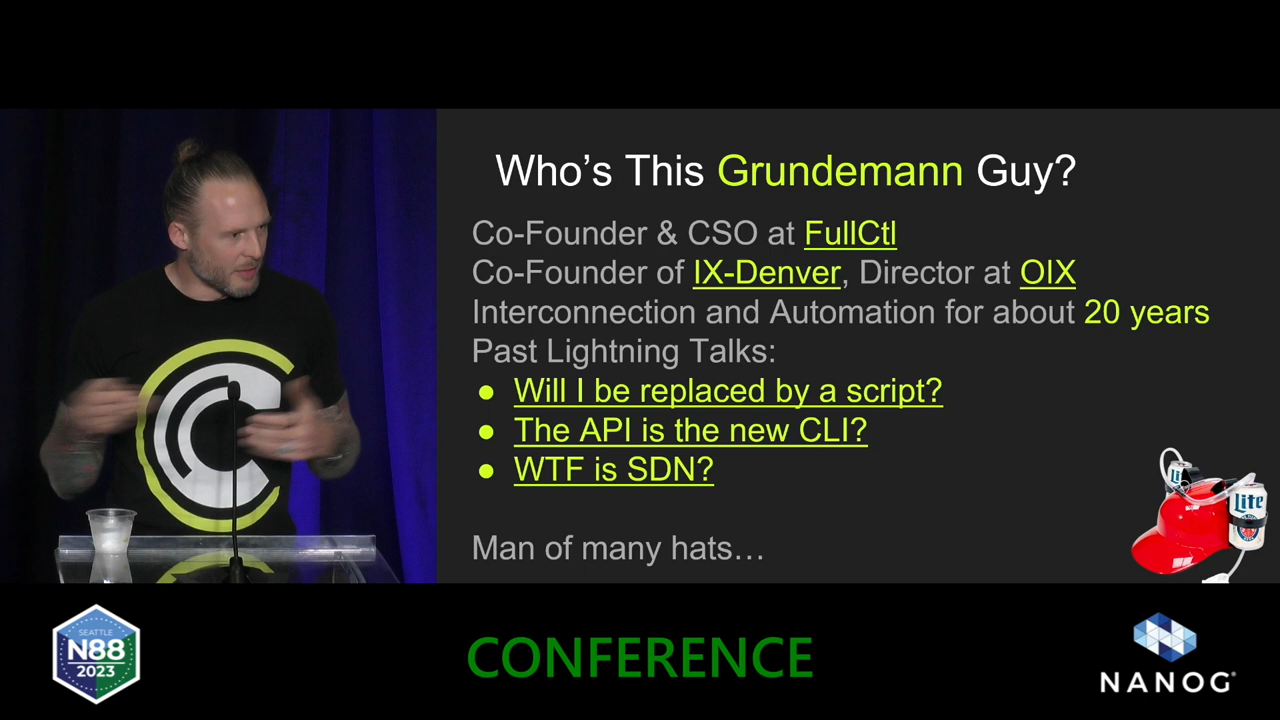 Who's This Grundemann Guy?
Co-Founder & CSO at FullCtl
Co-Founder of IX-Denver, Director at OIX
Interconnection and Automation for about 20 years
Past Lightning Talks:
● Will I be replaced by a script?
● The API is the new CLI?
● WTF is SDN?
Man of many hats…
Lite
SEATTLE
N88
2023
CONFERENCE
NANOG